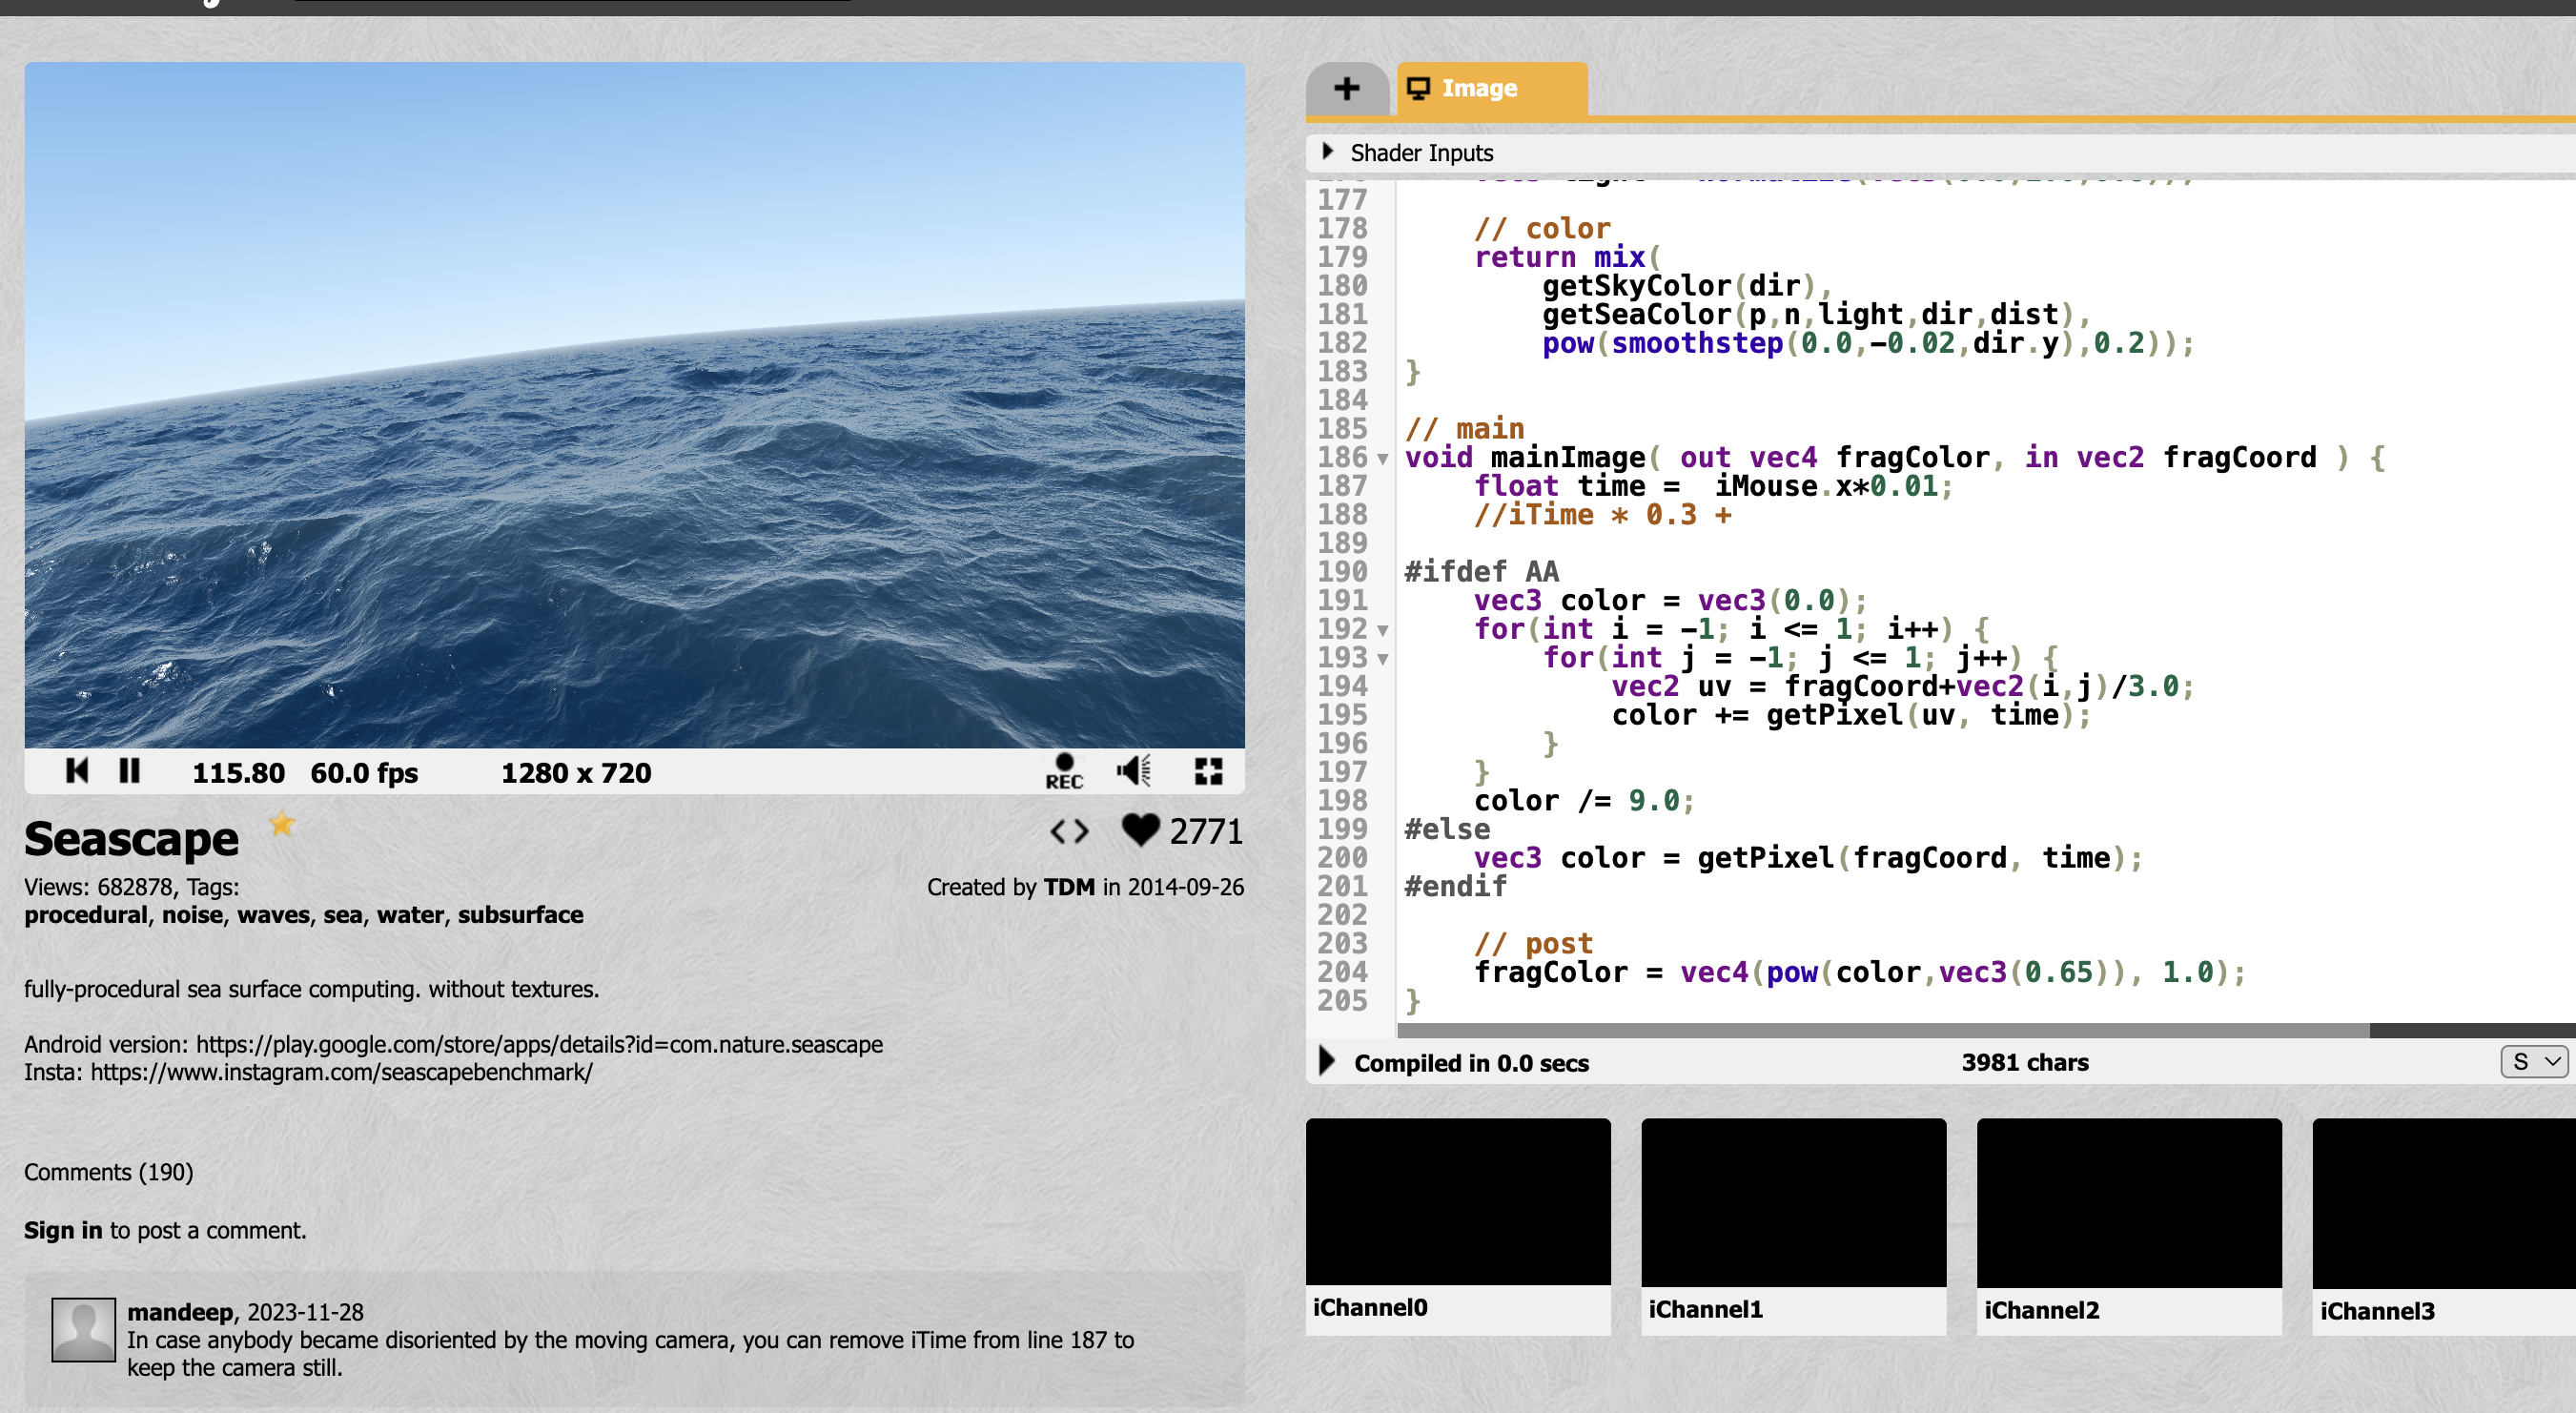 115.80 60.0 fps 1280 x 720 REC
Seascape
2771
Views: 682878, Tags:
procedural, noise, waves, sea, water, subsurface
Created by TDM in 2014-09-26
fully-procedural sea surface computing. without textures.
Android version: https://play.google.com/store/apps/details?id=com.nature.seascape
Insta: https://www.instagram.com/seascapebenchmark/
Comments (190)
Sign in to post a comment.
mandeep, 2023-11-28
In case anybody became disoriented by the moving camera, you can remove iTime from line 187 to
keep the camera still.
+ Image
Shader Inputs
177
178 // color
179 return mix(
180 getSkyColor(dir),
181 getSeaColor(p,n,light,dir,dist),
182 pow(smoothstep(0.0,-0.02,dir.y),0.2));
183 }
184
185 // main
186 void mainImage( out vec4 fragColor, in vec2 fragCoord ) {
187 float time =  iMouse.x*0.01;
188 //iTime * 0.3 +
189
190 #ifdef AA
191 vec3 color = vec3(0.0);
192 for(int i = -1; i <= 1; i++) {
193 for(int j = -1; j <= 1; j++) {
194 vec2 uv = fragCoord+vec2(i,j)/3.0;
195 color += getPixel(uv, time);
196 }
197 }
198 color /= 9.0;
199 #else
200 vec3 color = getPixel(fragCoord, time);
201 #endif
202
203 // post
204 fragColor = vec4(pow(color,vec3(0.65)), 1.0);
205 }
Compiled in 0.0 secs 3981 chars S
iChannel0 iChannel1 iChannel2 iChannel3